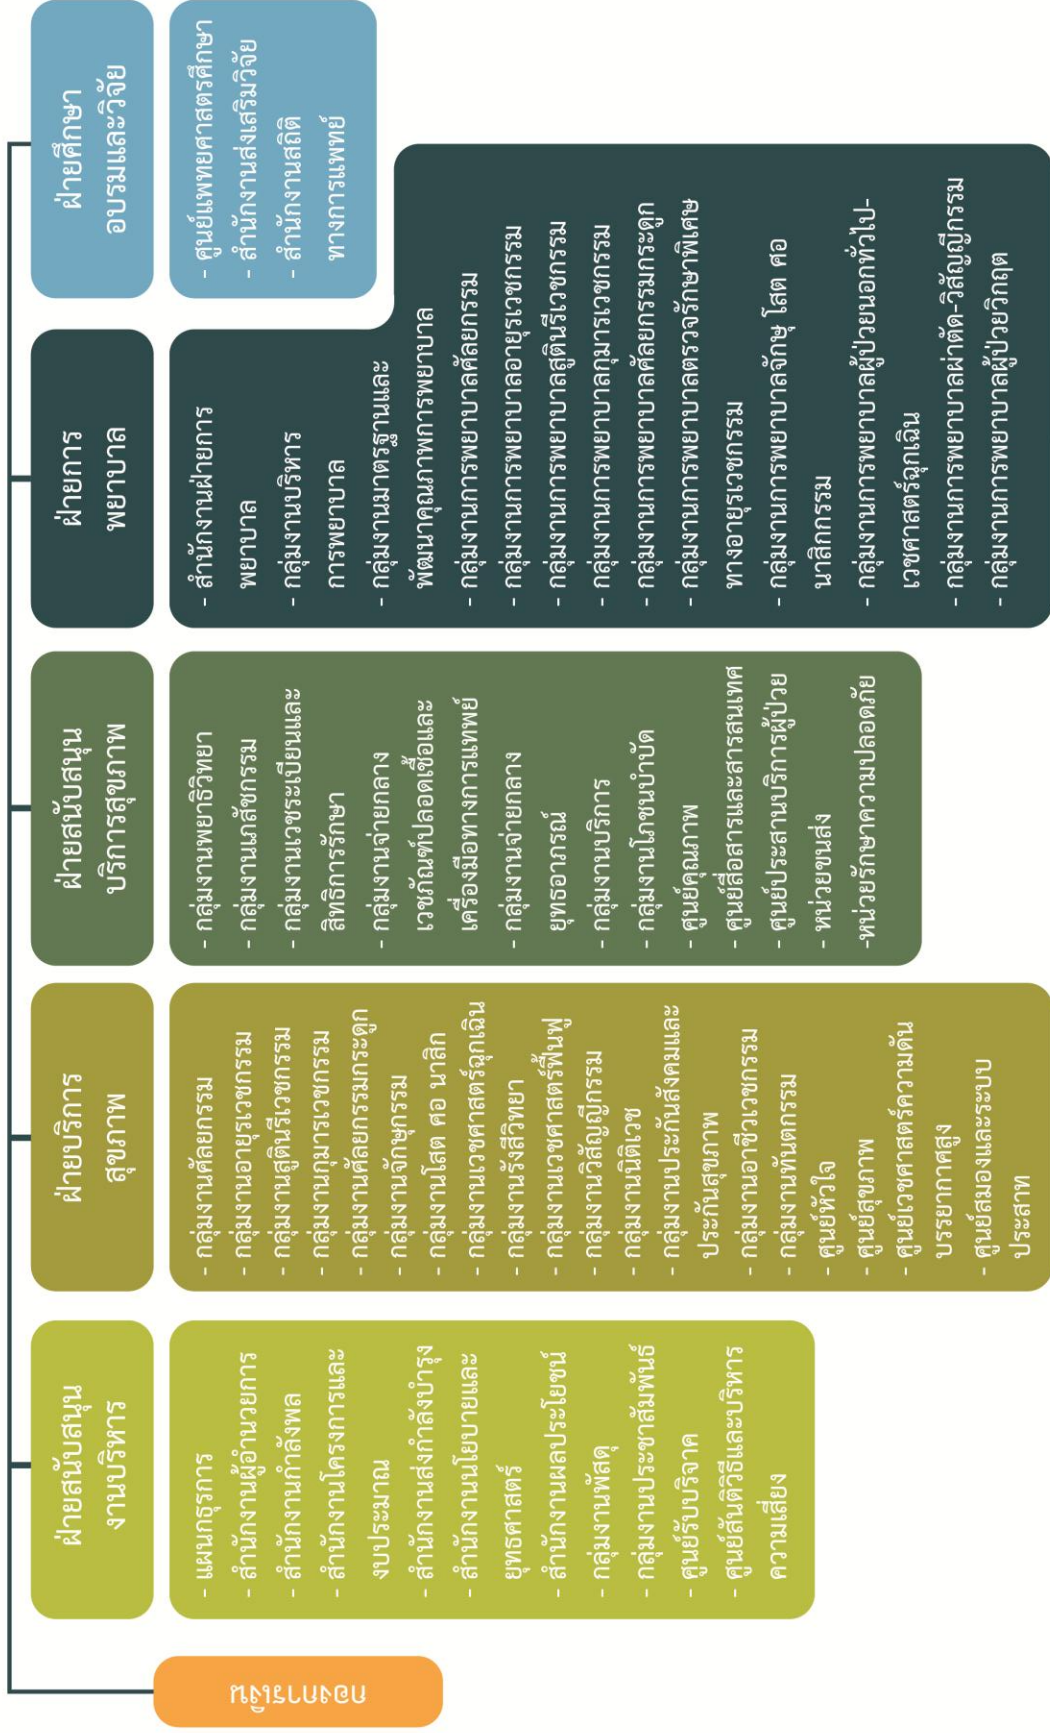 กองการเงิน
ฝ่ายสนับสนุน
งานบริหาร
- แผนกธุรการ
- สำนักงานผู้อำนวยการ
- สำนักงานกำลังพล
- สำนักงานโครงการและ
งบประมาณ
- สำนักงานส่งกำลังบำรุง
- สำนักงานนโยบายและ
ยุทธศาสตร์
- สำนักงานผลประโยชน์
- กลุ่มงานพัสดุ
- กลุ่มงานประชาสัมพันธ์
- ศูนย์รับบริจาค
- ศูนย์สันติวิธีและบริหาร
ความเสี่ยง
ฝ่ายบริการ
สุขภาพ
- กลุ่มงานศัลยกรรม
- กลุ่มงานอายุรเวชกรรม
- กลุ่มงานสูตินรีเวชกรรม
- กลุ่มงานกุมารเวชกรรม
- กลุ่มงานศัลยกรรมกระดูก
- กลุ่มงานจักษุกรรม
- กลุ่มงานโสต ศอ นาสิก
- กลุ่มงานเวชศาสตร์ฉุกเฉิน
- กลุ่มงานรังสีวิทยา
- กลุ่มงานเวชศาสตร์ฟื้นฟู
- กลุ่มงานวิสัญญีกรรม
- กลุ่มงานนิติเวช
- กลุ่มงานประกันสังคมและ
ประกันสุขภาพ
- กลุ่มงานอาชีวเวชกรรม
- กลุ่มงานทันตกรรม
- ศูนย์หัวใจ
- ศูนย์สุขภาพ
- ศูนย์เวชศาสตร์ความดัน
บรรยากาศสูง
- ศูนย์สมองและระบบ
ประสาท
ฝ่ายสนับสนุน
บริการสุขภาพ
- กลุ่มงานพยาธิวิทยา
- กลุ่มงานเภสัชกรรม
- กลุ่มงานเวชระเบียนและ
สิทธิการรักษา
- กลุ่มงานจ่ายกลาง
เวชภัณฑ์ปลอดเชื้อและ
เครื่องมือทางการแพทย์
- กลุ่มงานจ่ายกลาง
ยุทธอาภรณ์
- กลุ่มงานบริการ
- กลุ่มงานโภชนบำบัด
- ศูนย์คุณภาพ
- ศูนย์สื่อสารและสารสนเทศ
- ศูนย์ประสานบริการผู้ป่วย
- หน่วยขนส่ง
-หน่วยรักษาความปลอดภัย
ฝ่ายการ
พยาบาล
- สำนักงานฝ่ายการ
พยาบาล
- กลุ่มงานบริหาร
การพยาบาล
- กลุ่มงานมาตรฐานและ
พัฒนาคุณภาพการพยาบาล
- กลุ่มงานการพยาบาลศัลยกรรม
- กลุ่มงานการพยาบาลอายุรเวชกรรม
- กลุ่มงานการพยาบาลสูตินรีเวชกรรม
- กลุ่มงานการพยาบาลกุมารเวชกรรม
- กลุ่มงานการพยาบาลศัลยกรรมกระดูก
- กลุ่มงานการพยาบาลตรวจรักษาพิเศษ
ทางอายุรเวชกรรม
- กลุ่มงานการพยาบาลจักษุ โสต ศอ
นาสิกกรรม
- กลุ่มงานการพยาบาลผู้ป่วยนอกทั่วไป-
เวชศาสตร์ฉุกเฉิน
- กลุ่มงานการพยาบาลผ่าตัด-วิสัญญีกรรม
- กลุ่มงานการพยาบาลผู้ป่วยวิกฤต
ฝ่ายศึกษา
อบรมและวิจัย
- ศูนย์แพทยศาสตรศึกษา
- สำนักงานส่งเสริมวิจัย
- สำนักงานสถิติ
ทางการแพทย์